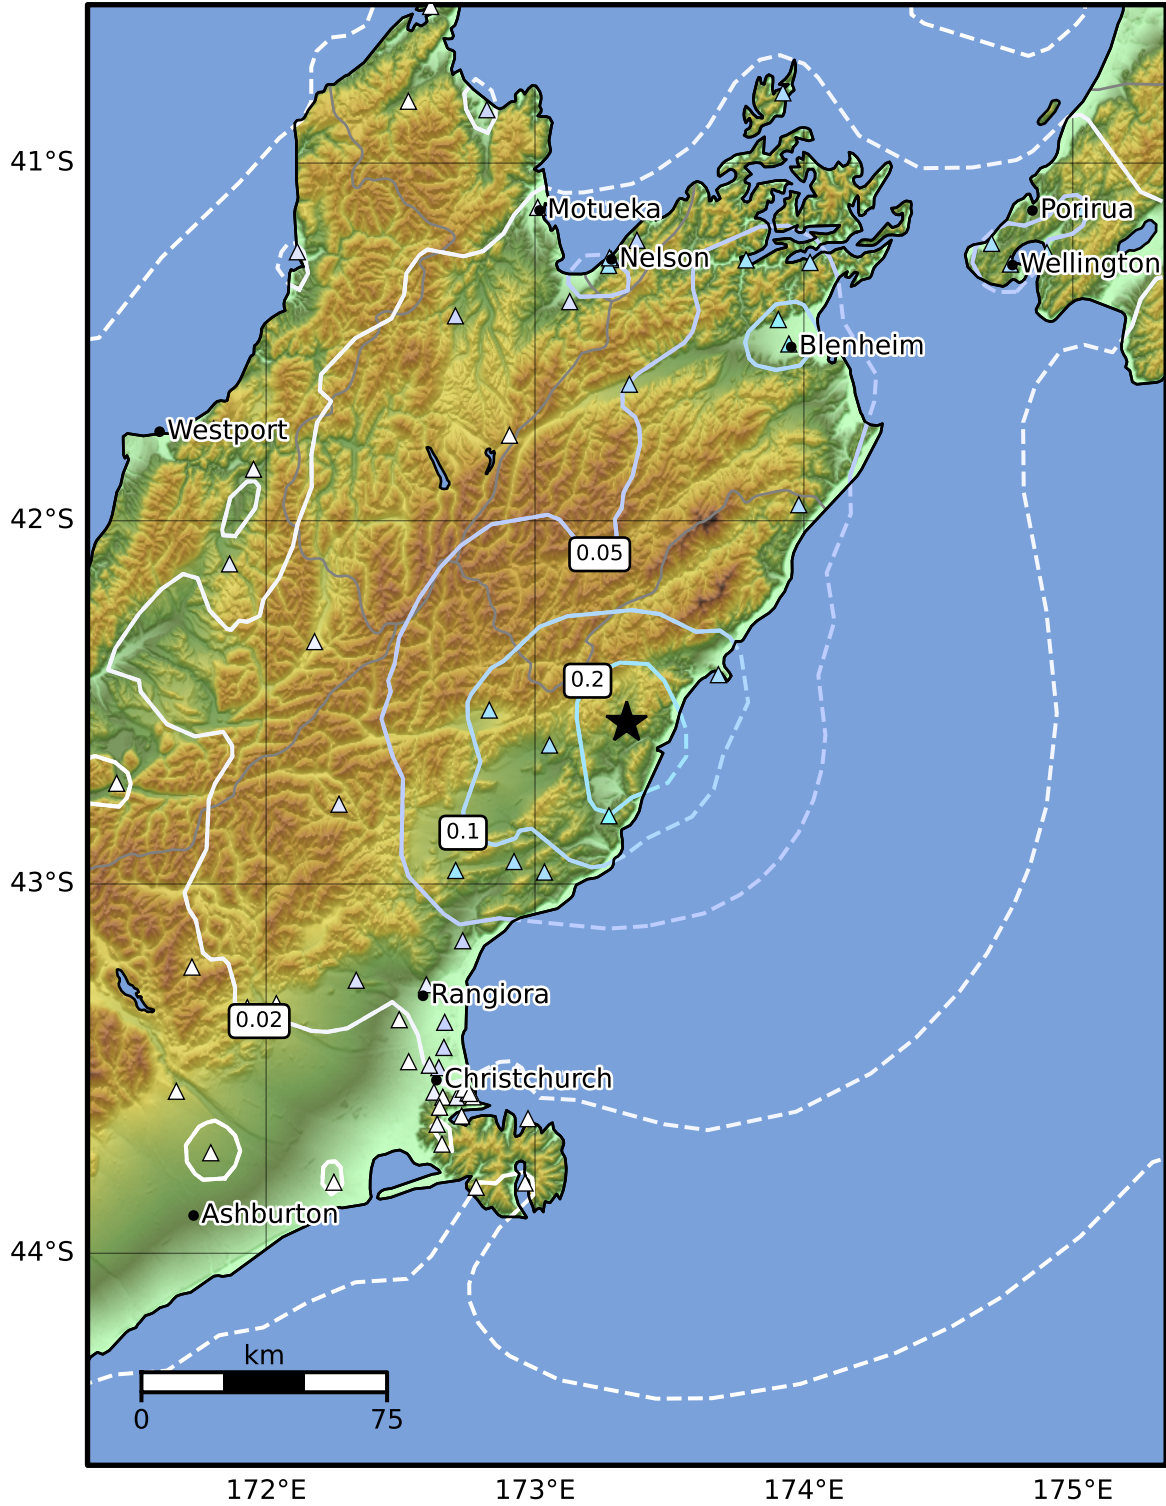 41°S
Motueka
Porirua
Nelson
Wellington
Blenheim
Westport
42°S
0.05
0.2
0.1
43°S
Rangiora
0.02
Christchurch
Ashburton
44°S
km
0
75
172°E
173°E
174°E
175°E